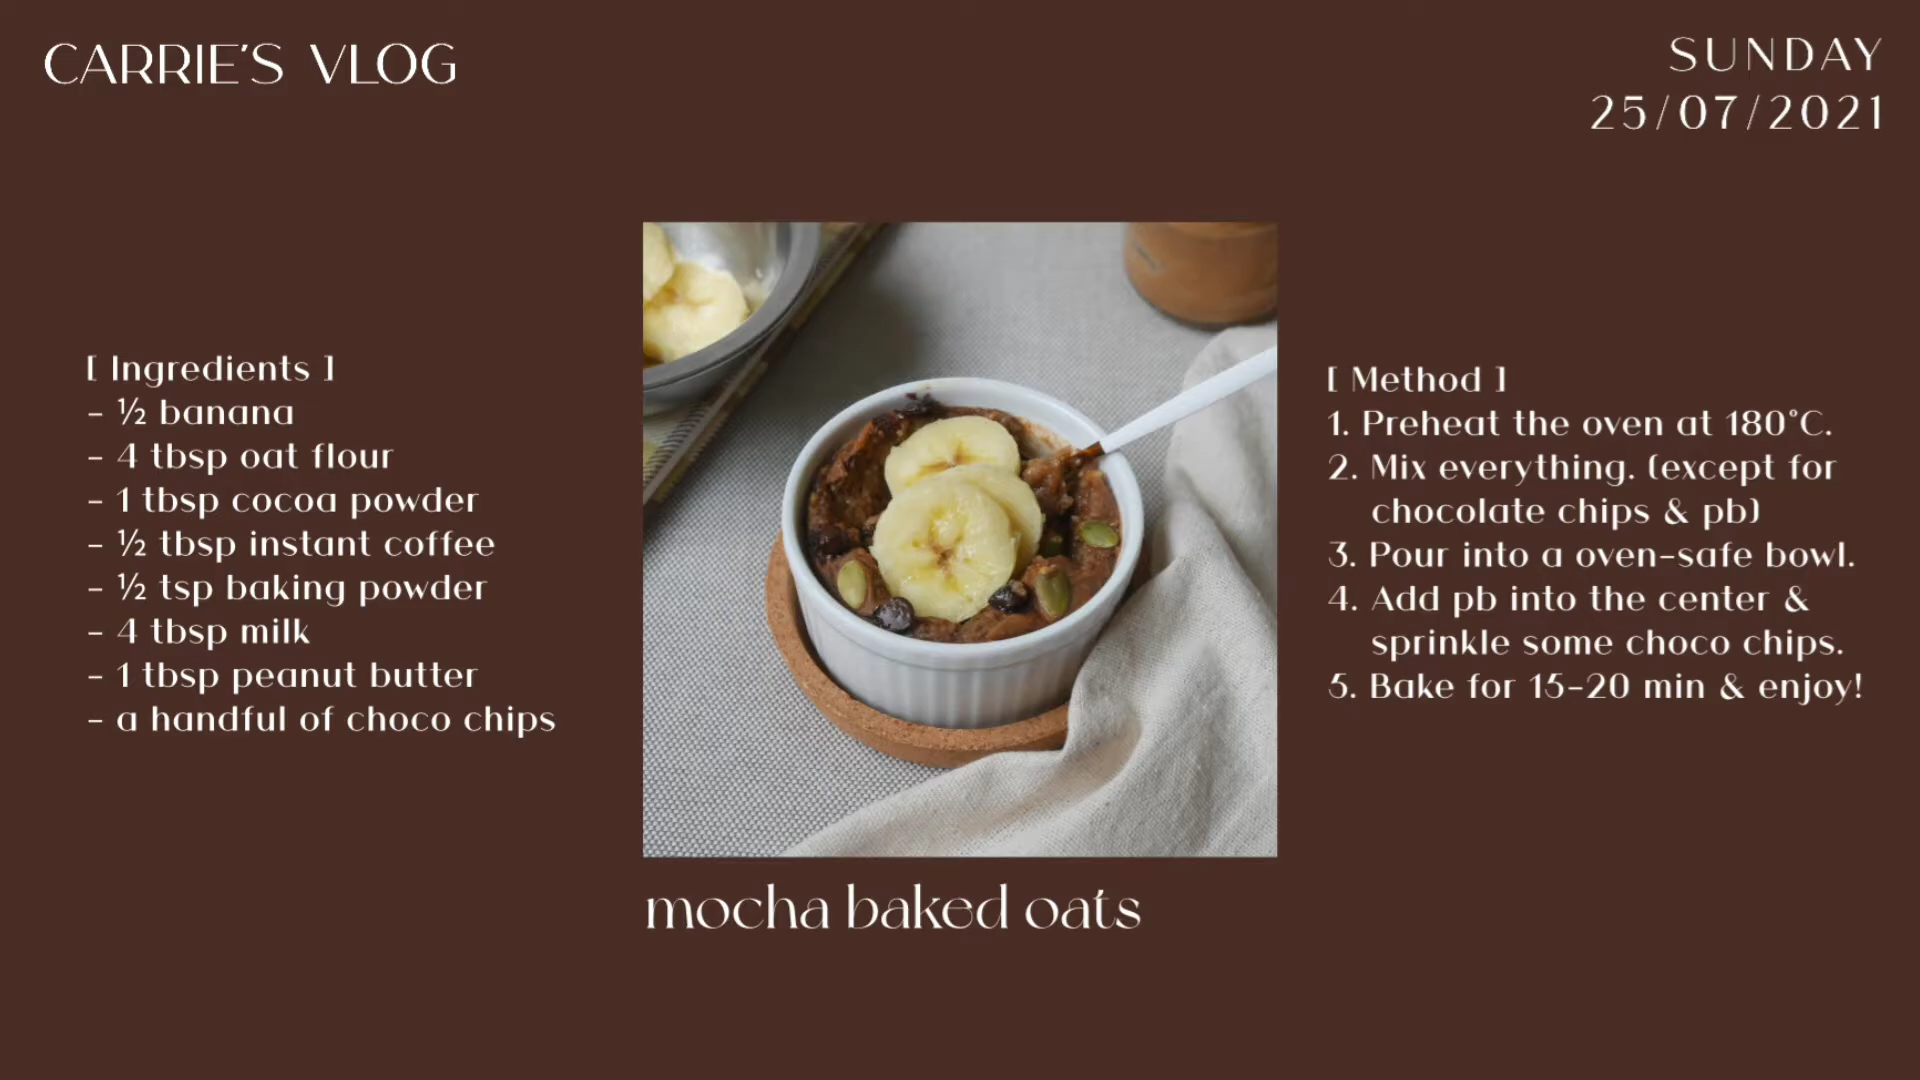 CARRIE'S VLOG
SUNDAY
25/07/2021
[ Ingredients ]
- ½ banana
- 4 tbsp oat flour
- 1 tbsp cocoa powder
- ½ tbsp instant coffee
- ½ tsp baking powder
- 4 tbsp milk
- 1 tbsp peanut butter
- a handful of choco chips
[ Method ]
1. Preheat the oven at 180°C.
2. Mix everything. (except for
chocolate chips & pb)
3. Pour into a oven-safe bowl.
4. Add pb into the center &
sprinkle some choco chips.
5. Bake for 15-20 min & enjoy!
mocha baked oats